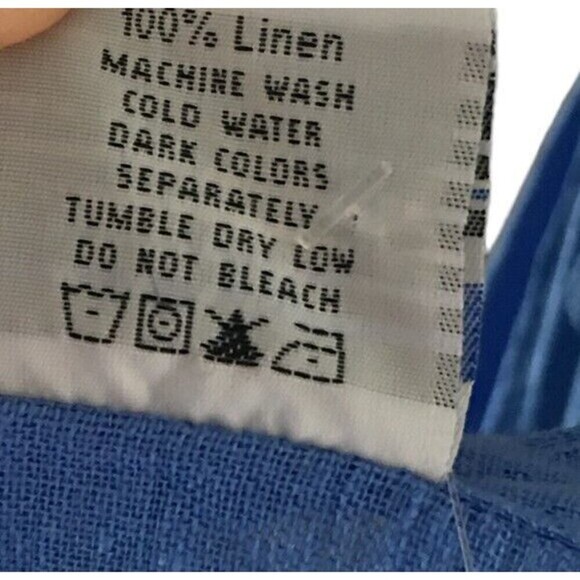 100% Linen
MACHINE WASH
COLD WATER
DARK COLORS
SEPARATELY
TUMBLE DRY LOW
DO NOT BLEACH